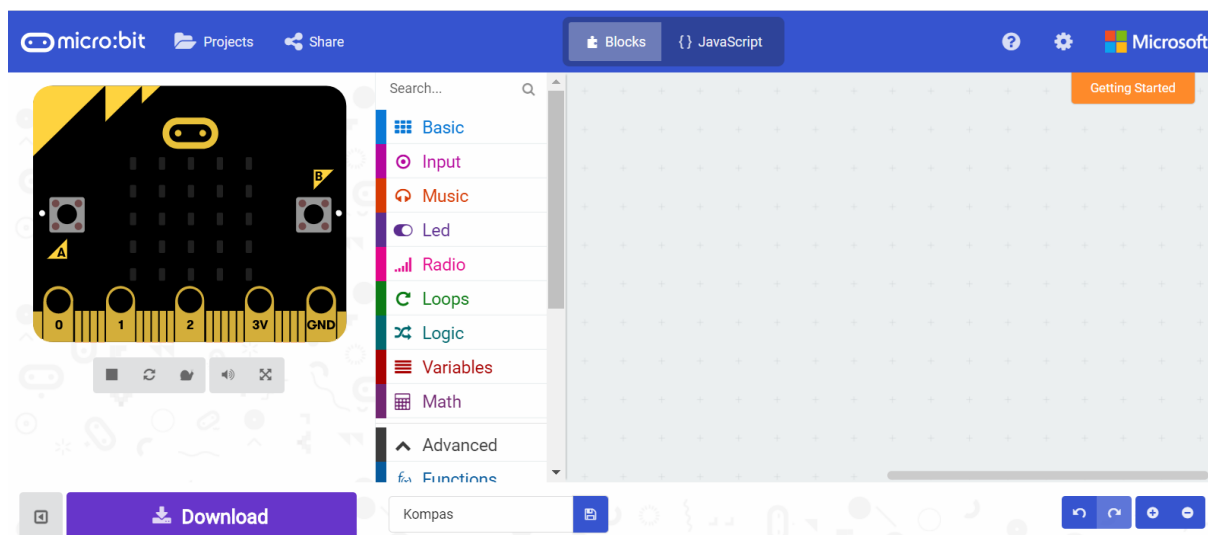 micro:bit Projects Share Blocks {} JavaScript Microsoft
Search...
Getting Started
Basic
Input
Music
Led
Radio
Loops
Logic
Variables
Math
Advanced
f(x) Functions
B
A
0 1 2 3V GND
Download
Kompas